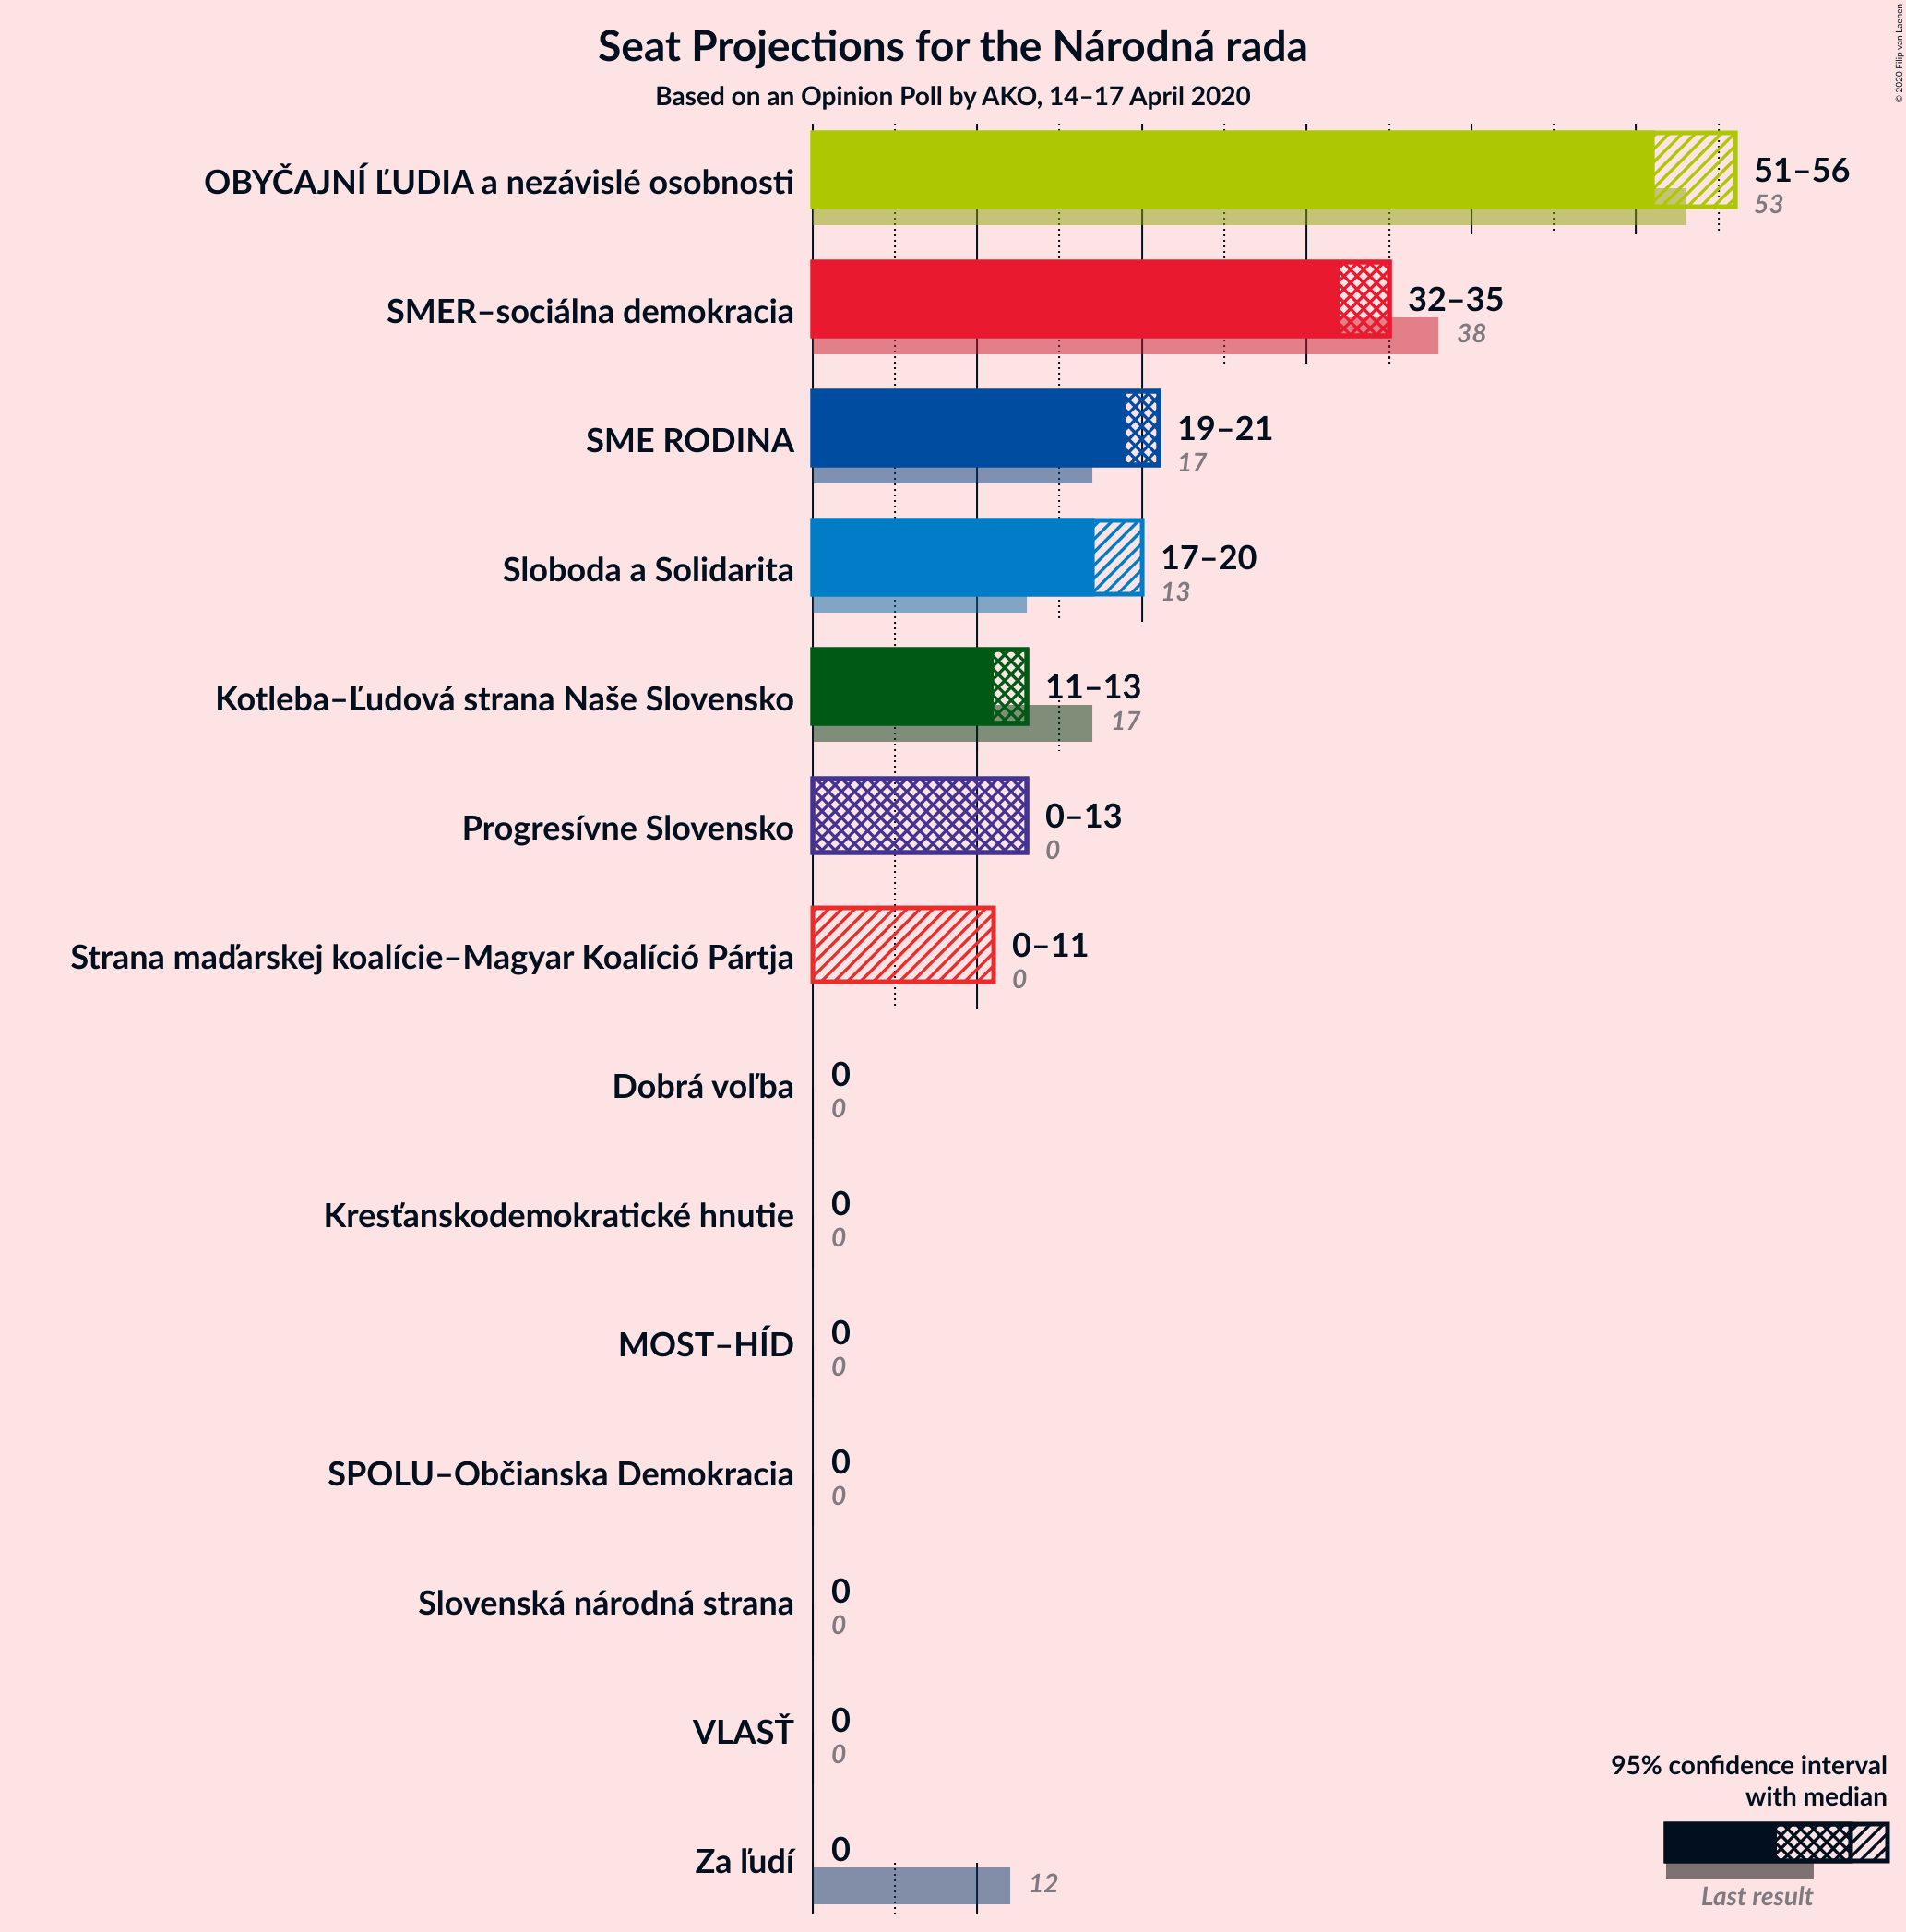 Seat Projections for the Národná rada
Based on an Opinion Poll by AKO, 14–17 April 2020
© 2020 Filip van Laenen
OBYČAJNÍ ĽUDIA a nezávislé osobnosti
51–56
53
SMER–sociálna demokracia
32–35
38
SME RODINA
19–21
17
Sloboda a Solidarita
17–20
13
Kotleba–Ľudová strana Naše Slovensko
11–13
17
Progresívne Slovensko
0–13
0
Strana maďarskej koalície–Magyar Koalíció Pártja
0–11
0
Dobrá voľba
0
0
Kresťanskodemokratické hnutie
0
0
MOST–HÍD
0
0
SPOLU–Občianska Demokracia
0
0
Slovenská národná strana
0
0
VLASŤ
0
0
Za ľudí
0
12
95% confidence interval
with median
Last result